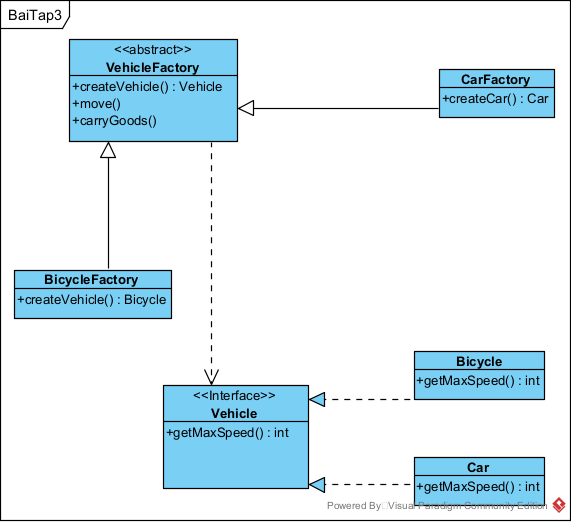 BaiTap3
<<abstract>>
VehicleFactory
+createVehicle() : Vehicle
+move()
+carryGoods()
CarFactory
+createCar() : Car
BicycleFactory
+createVehicle() : Bicycle
<<Interface>>
Vehicle
+getMaxSpeed() : int
Bicycle
+getMaxSpeed() : int
Car
+getMaxSpeed() : int
Powered By Visual Paradigm Community Edition